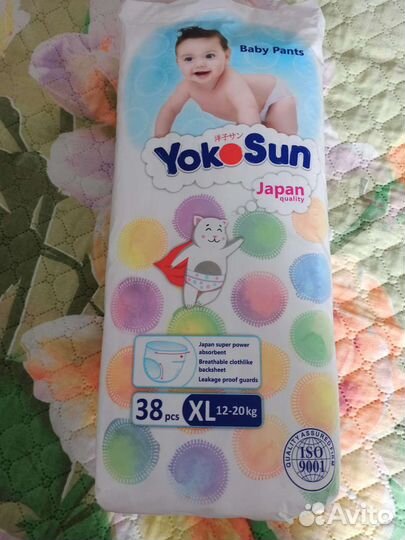 Baby Pants
洋子サン
YokoSun
Japan
quality
Japan super power
absorbent
Breathable clothlike
backsheet
Leakage proof guards
38 pcs XL 12-20 kg
QUALITY ASSURED FIRM
ISO
9001
Avito